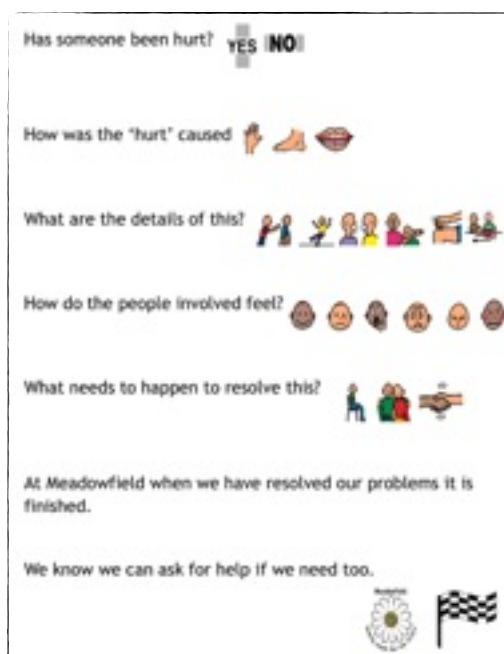 Has someone been hurt? YES NO
How was the "hurt" caused
What are the details of this?
How do the people involved feel?
What needs to happen to resolve this?
At Meadowfield when we have resolved our problems it is
finished.
We know we can ask for help if we need too.
Meadowfield